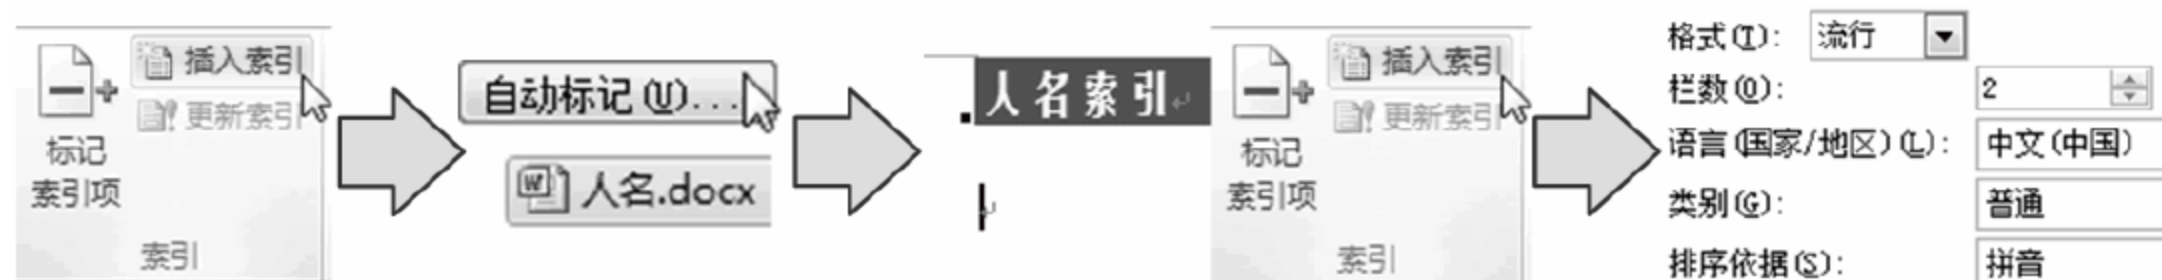 插入索引
更新索引
标记
索引项
索引
自动标记(U)...
人名.docx
人名索引
插入索引
更新索引
标记
索引项
索引
格式(T): 流行
栏数(O): 2
语言(国家/地区)(L): 中文(中国)
类别(G): 普通
排序依据(S): 拼音